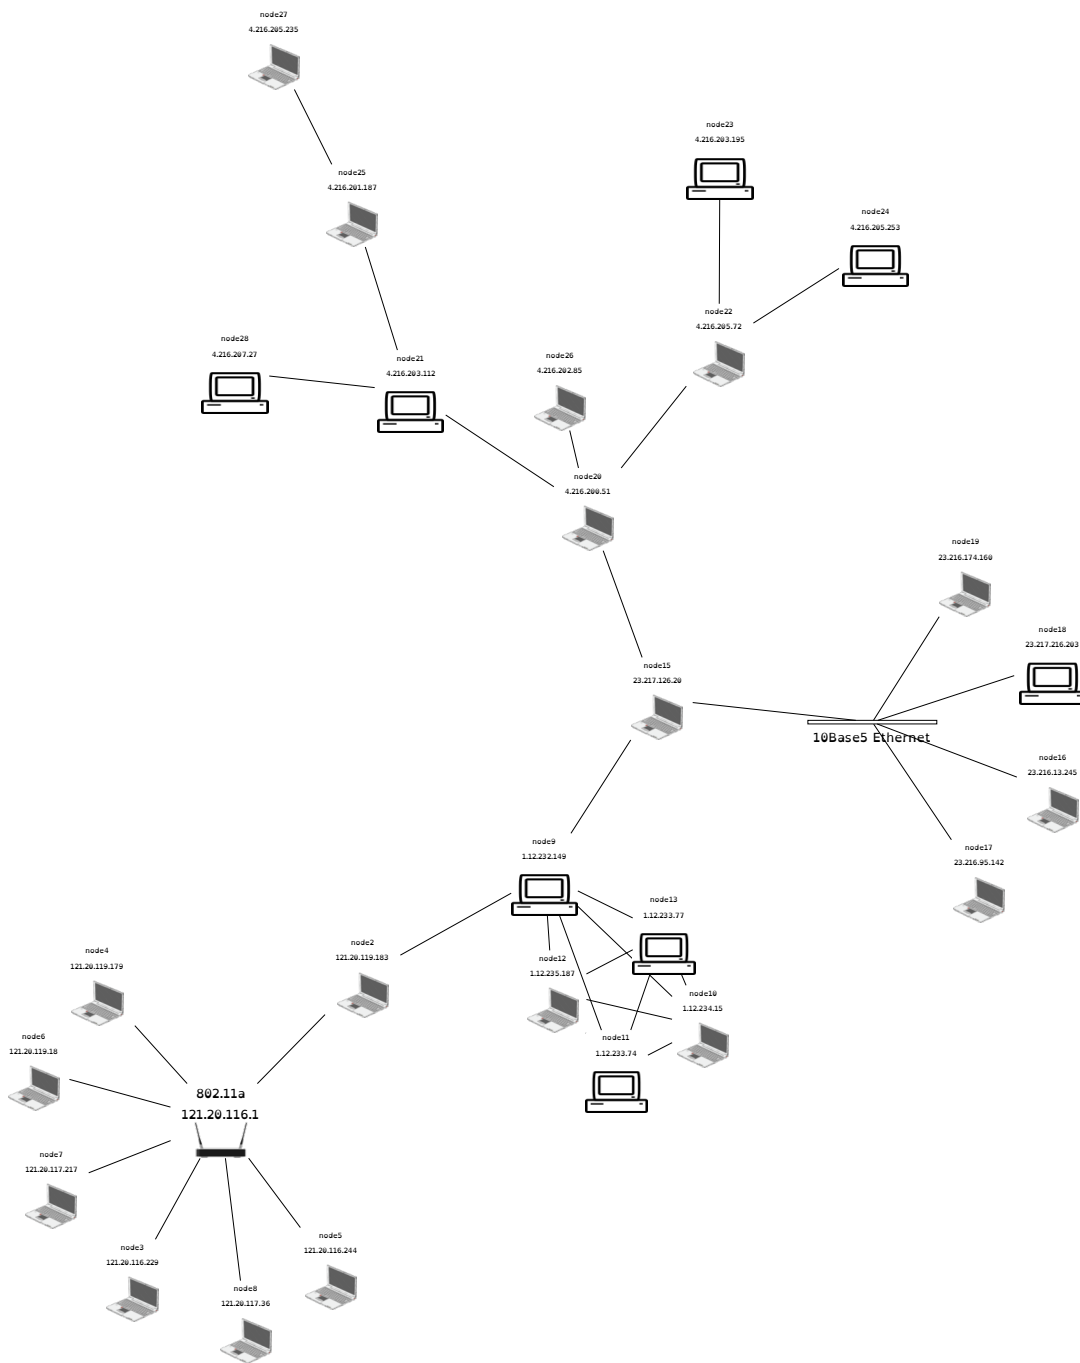 node27
4.216.205.235
node23
4.216.203.195
node25
4.216.201.187
node24
4.216.205.253
node22
4.216.205.72
node28
4.216.207.27
node21
4.216.203.112
node26
4.216.202.85
node20
4.216.200.51
node19
23.216.174.160
node18
23.217.216.203
node15
23.217.126.20
10Base5 Ethernet
node16
23.216.13.245
node9
1.12.232.149
node17
23.216.95.142
node13
1.12.233.77
node2
121.20.119.183
node4
121.20.119.179
node12
1.12.235.187
node10
1.12.234.15
node6
121.20.119.18
node11
1.12.233.74
802.11a
121.20.116.1
node7
121.20.117.217
node5
121.20.116.244
node3
121.20.116.229
node8
121.20.117.36